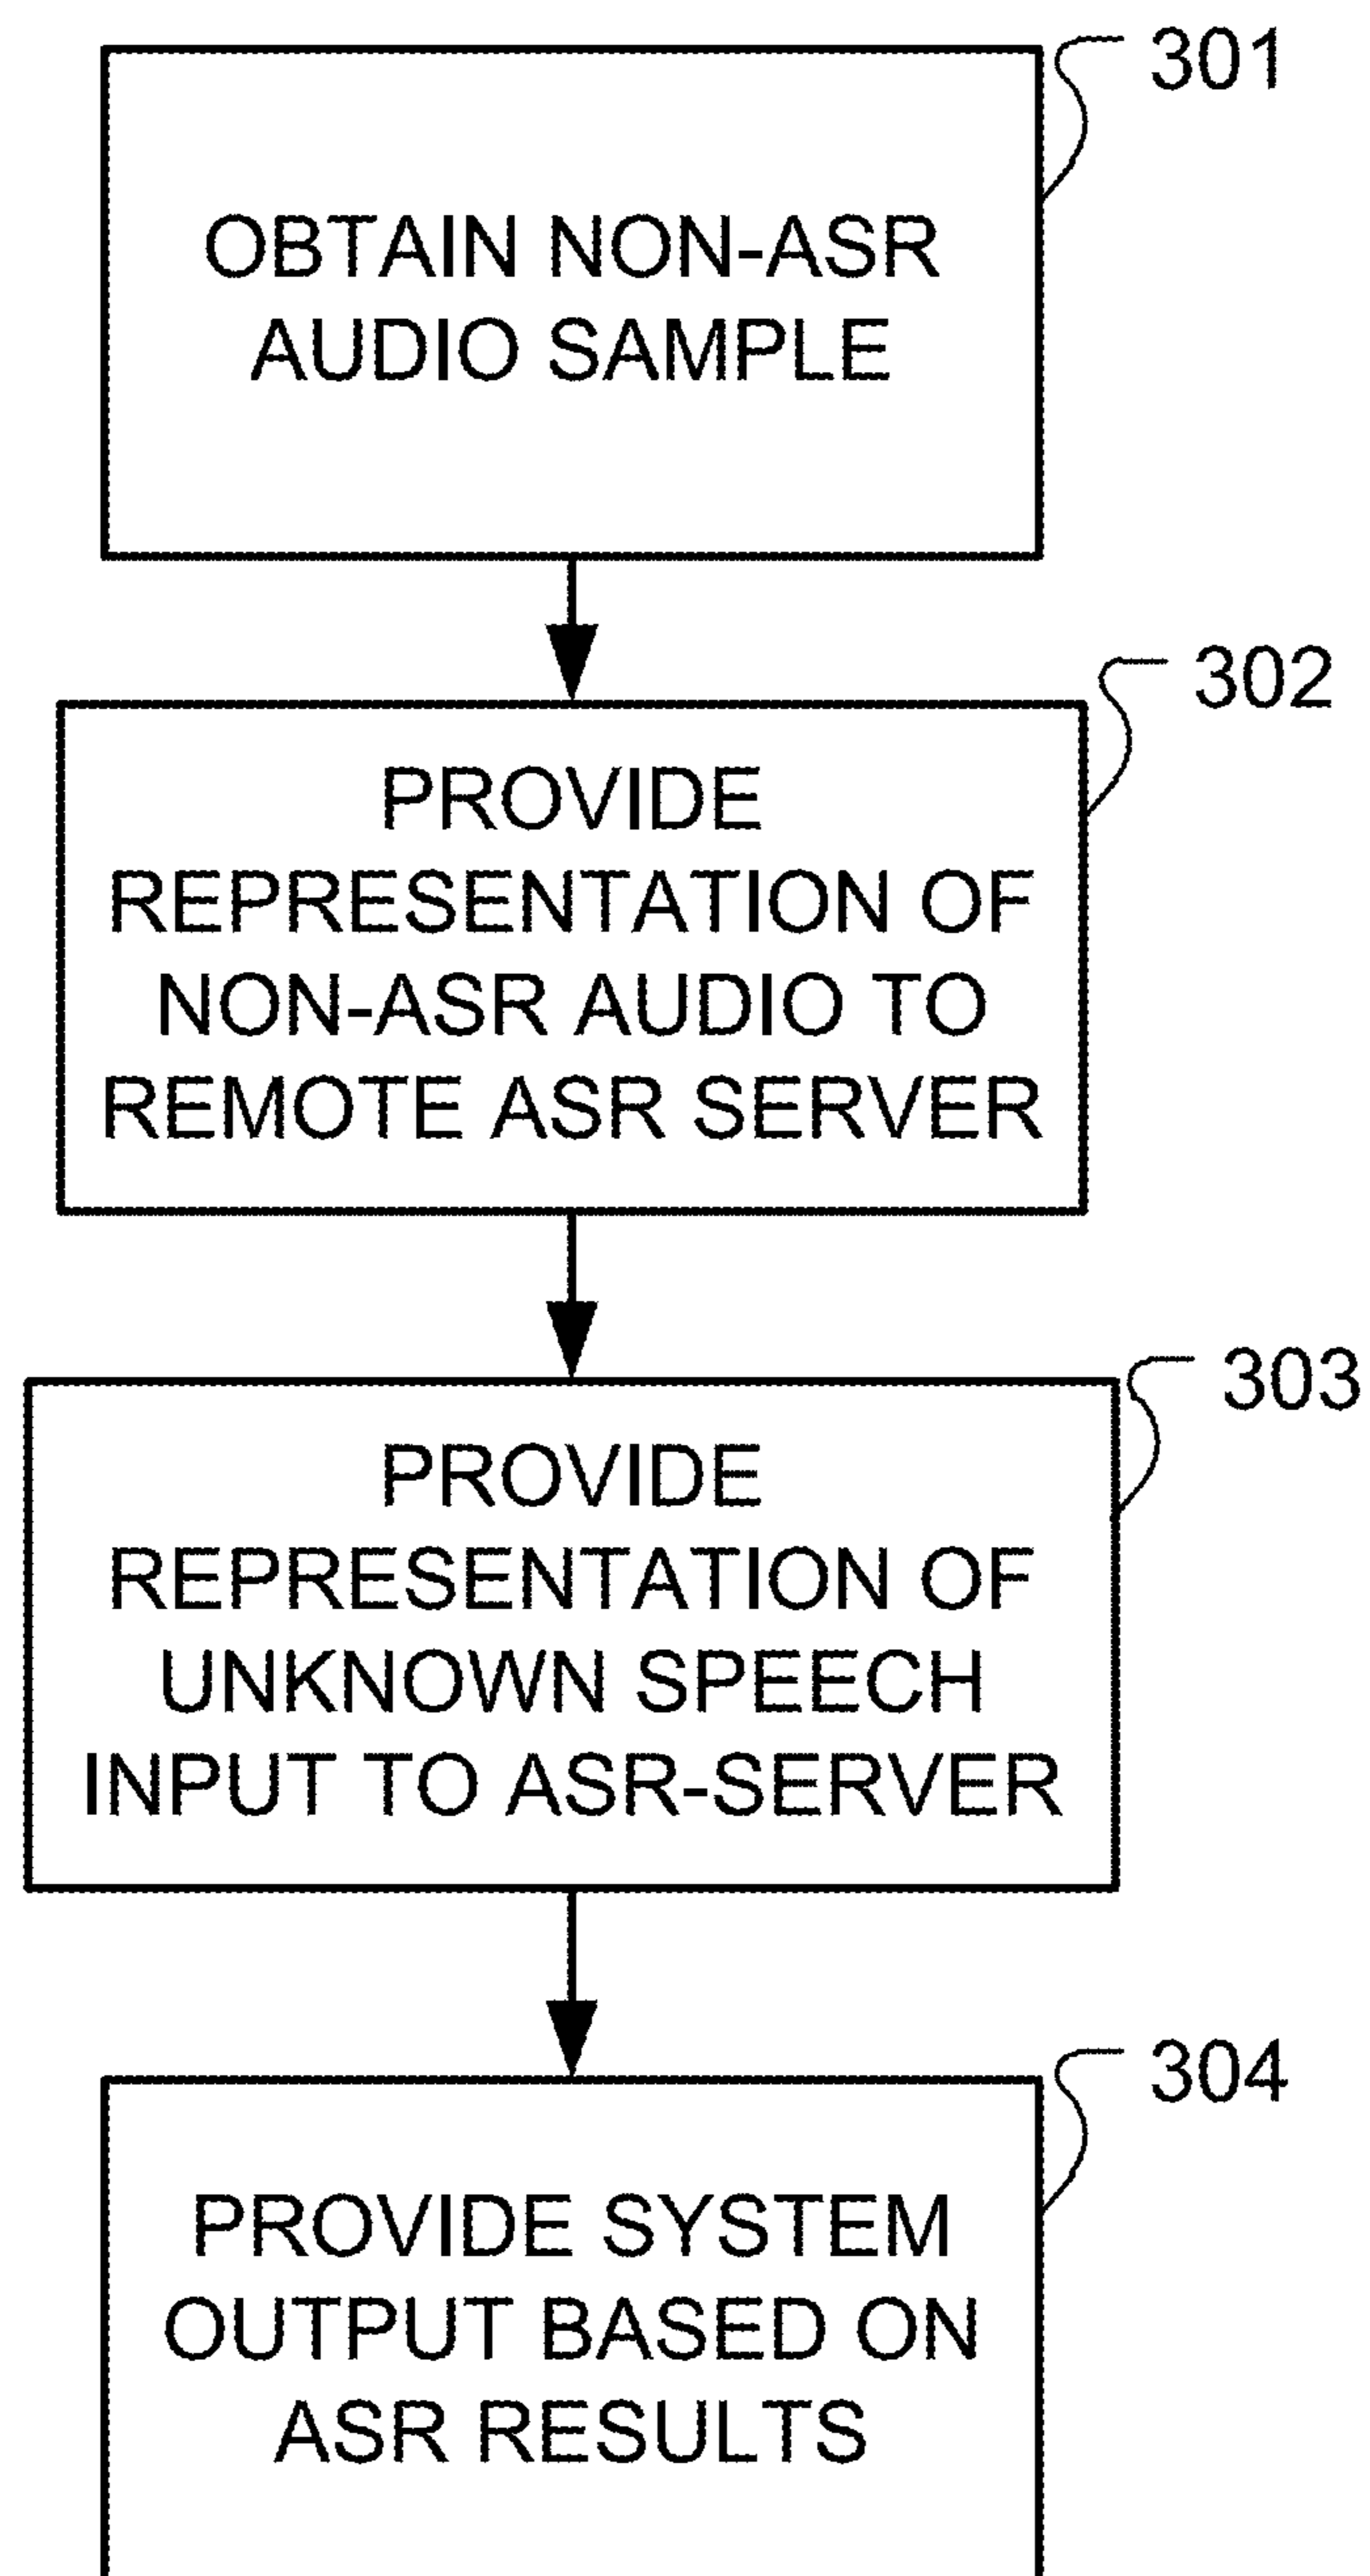 301
OBTAIN NON-ASR
AUDIO SAMPLE
302
PROVIDE
REPRESENTATION OF
NON-ASR AUDIO TO
REMOTE ASR SERVER
303
PROVIDE
REPRESENTATION OF
UNKNOWN SPEECH
INPUT TO ASR-SERVER
304
PROVIDE SYSTEM
OUTPUT BASED ON
ASR RESULTS